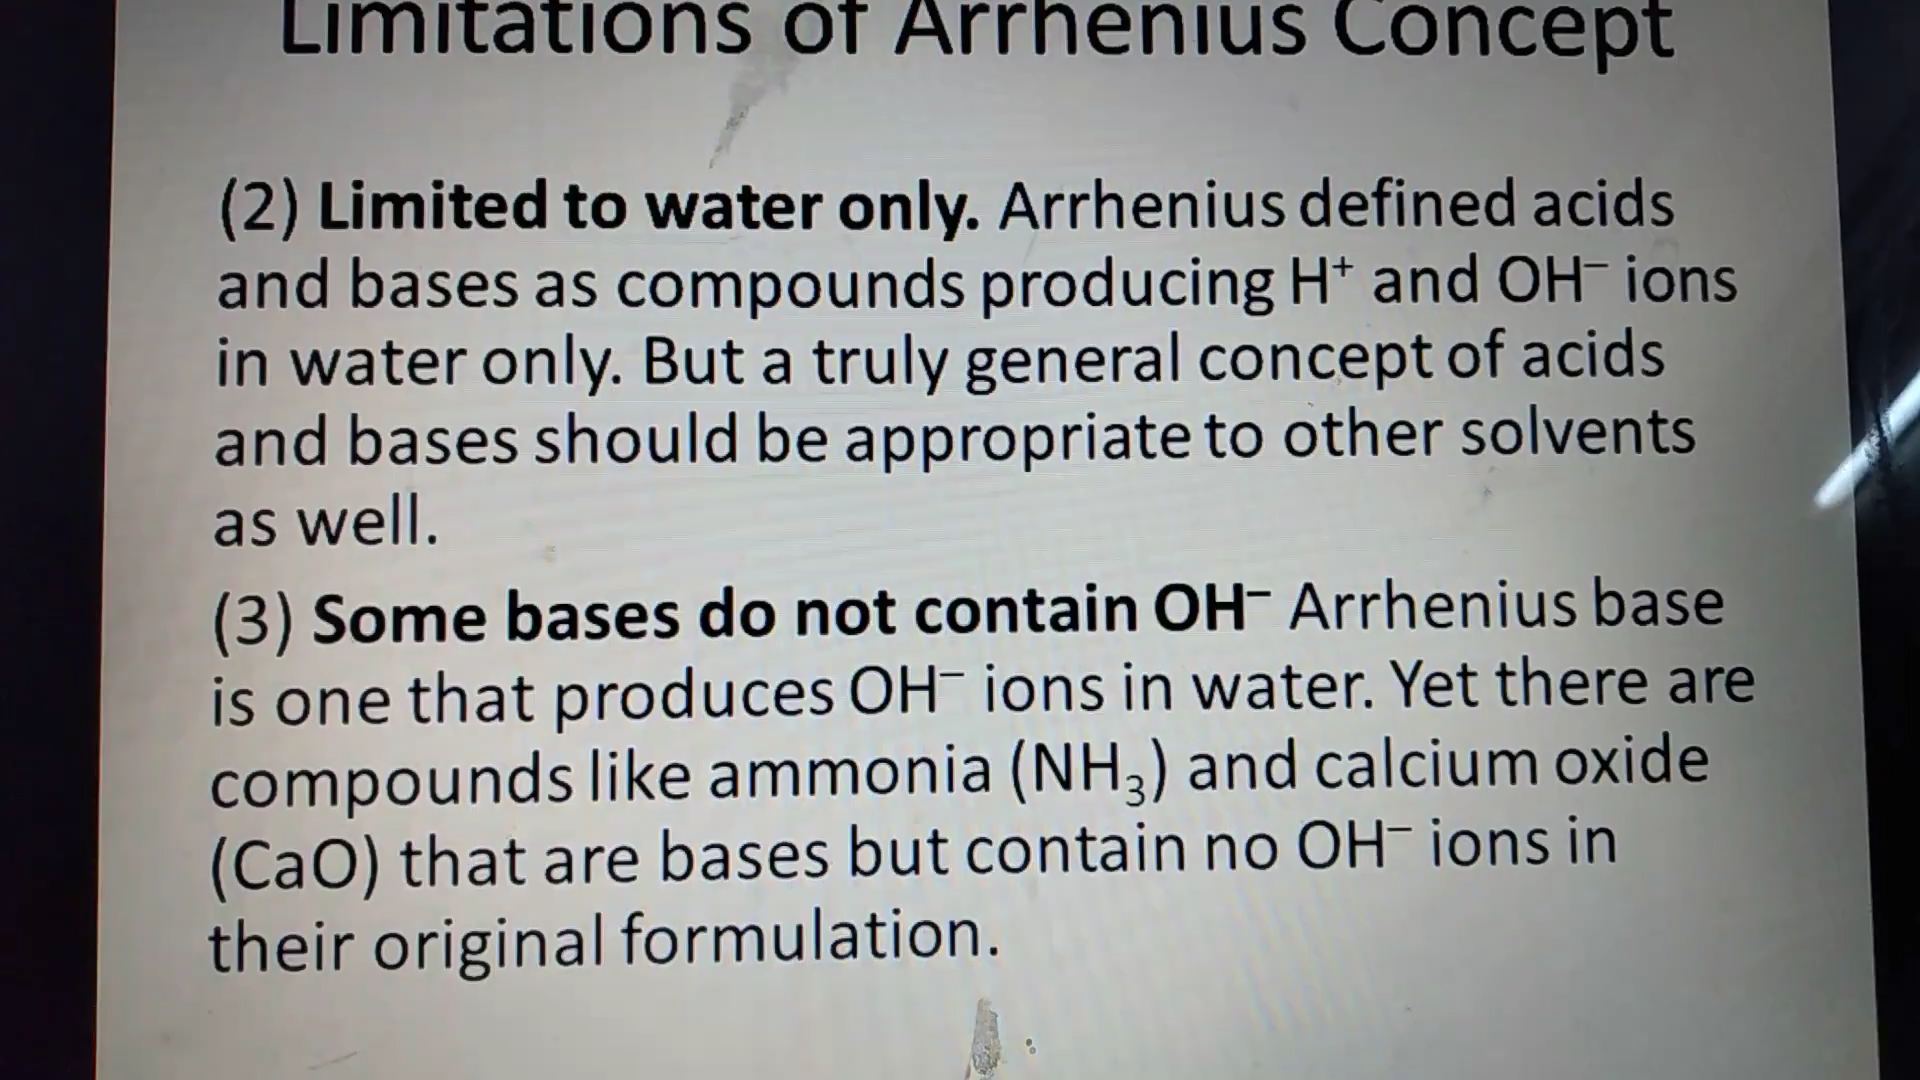 Limitations of Arrhenius Concept
(2) Limited to water only. Arrhenius defined acids
and bases as compounds producing H⁺ and OH⁻ ions
in water only. But a truly general concept of acids
and bases should be appropriate to other solvents
as well.
(3) Some bases do not contain OH⁻ Arrhenius base
is one that produces OH⁻ ions in water. Yet there are
compounds like ammonia (NH₃) and calcium oxide
(CaO) that are bases but contain no OH⁻ ions in
their original formulation.